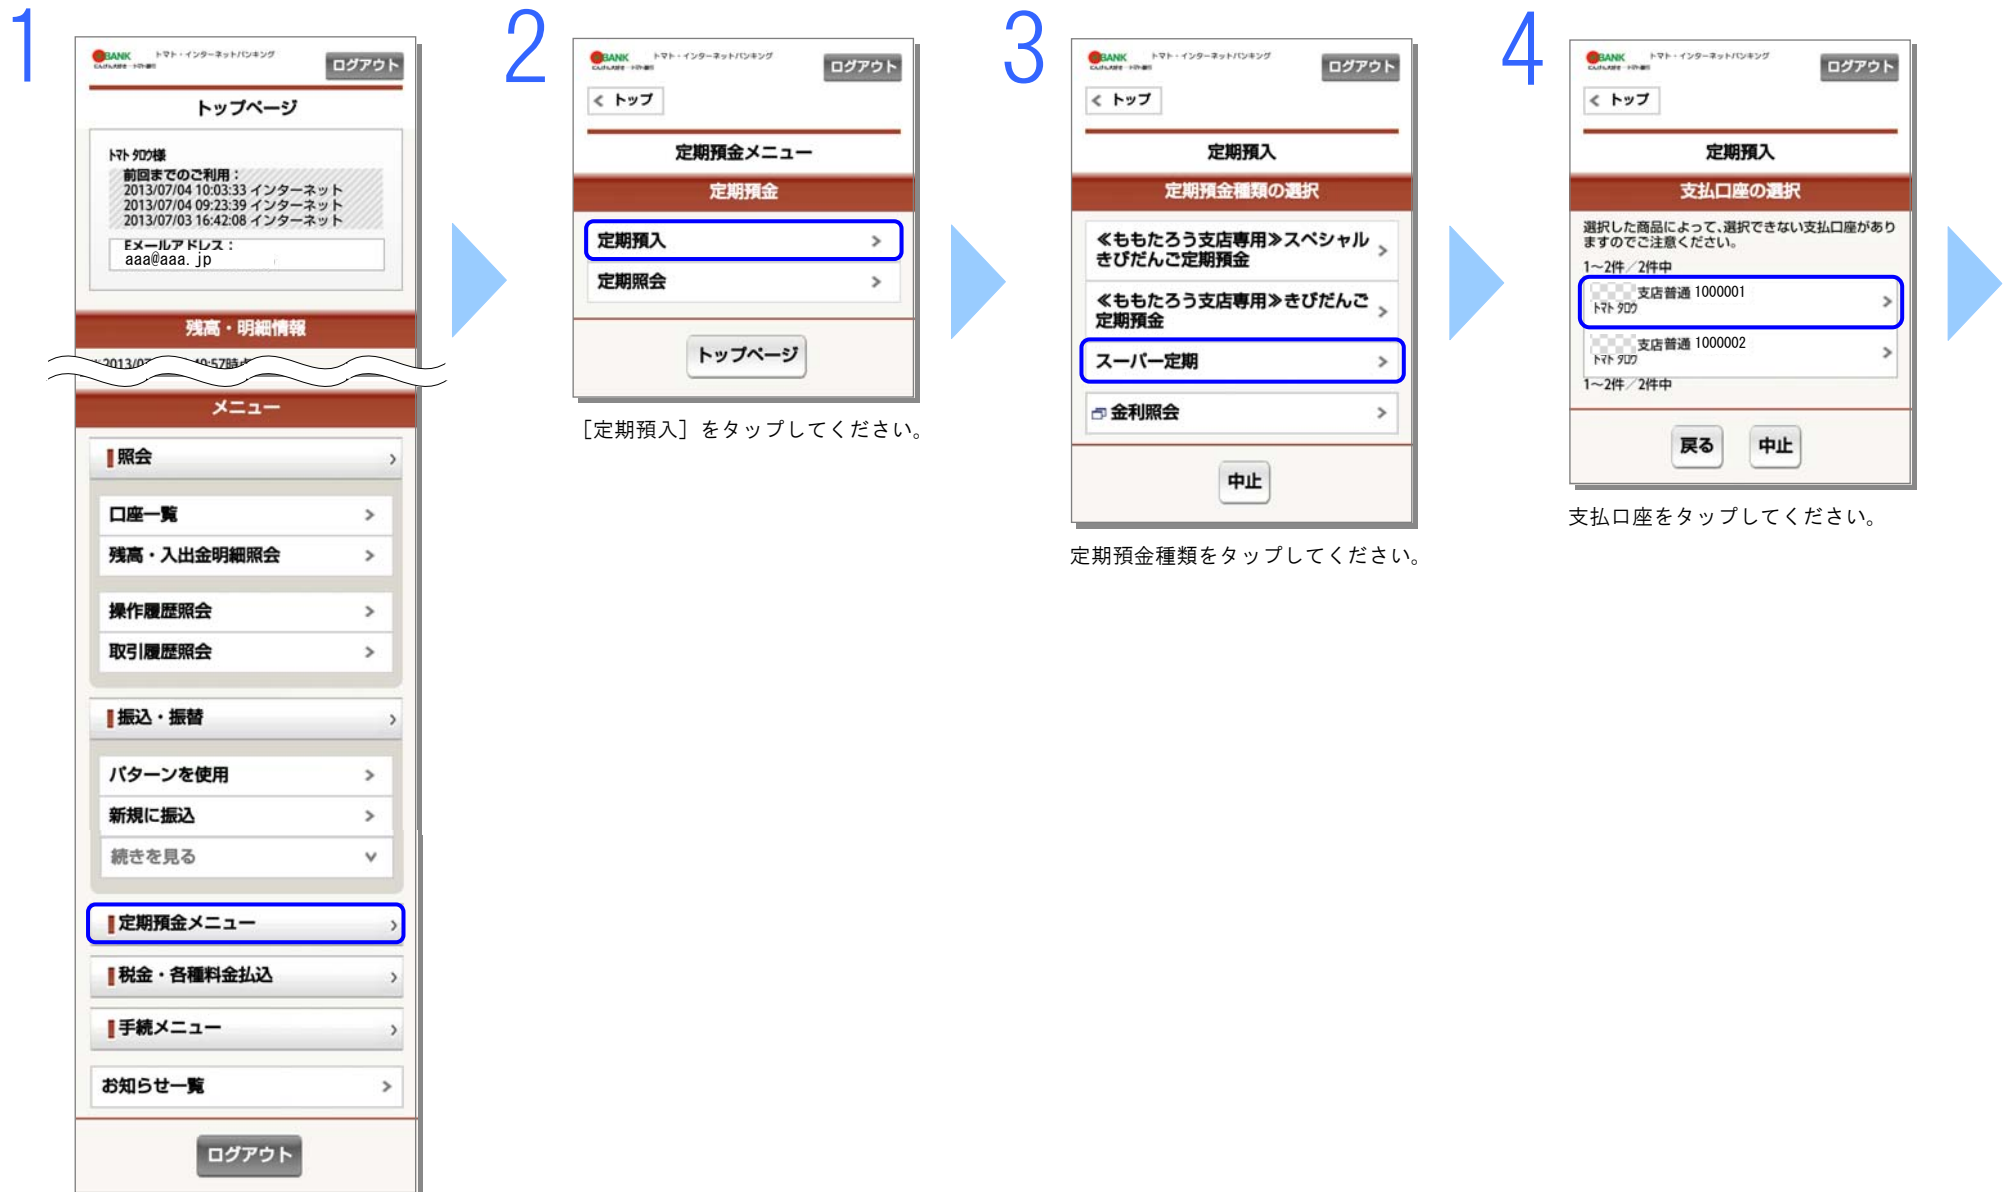 1
BANK
トマト・インターネットバンキング
ログアウト
トップページ
ﾄﾏﾄ ﾀﾛｳ様
前回までのご利用：
2013/07/04 10:03:33 インターネット
2013/07/04 09:23:39 インターネット
2013/07/03 16:42:08 インターネット
Eメールアドレス：
aaa@aaa.jp
残高・明細情報
メニュー
照会
口座一覧
残高・入出金明細照会
操作履歴照会
取引履歴照会
振込・振替
パターンを使用
新規に振込
続きを見る
定期預金メニュー
税金・各種料金払込
手続メニュー
お知らせ一覧
ログアウト
2
BANK
トマト・インターネットバンキング
ログアウト
トップ
定期預金メニュー
定期預金
定期預入
定期照会
トップページ
［定期預入］をタップしてください。
3
BANK
トマト・インターネットバンキング
ログアウト
トップ
定期預入
定期預金種類の選択
≪ももたろう支店専用≫スペシャル
きびだんご定期預金
≪ももたろう支店専用≫きびだんご
定期預金
スーパー定期
金利照会
中止
定期預金種類をタップしてください。
4
BANK
トマト・インターネットバンキング
ログアウト
トップ
定期預入
支払口座の選択
選択した商品によって、選択できない支払口座があり
ますのでご注意ください。
1～2件／2件中
支店普通 1000001
ﾄﾏﾄ ﾀﾛｳ
支店普通 1000002
ﾄﾏﾄ ﾀﾛｳ
1～2件／2件中
戻る
中止
支払口座をタップしてください。